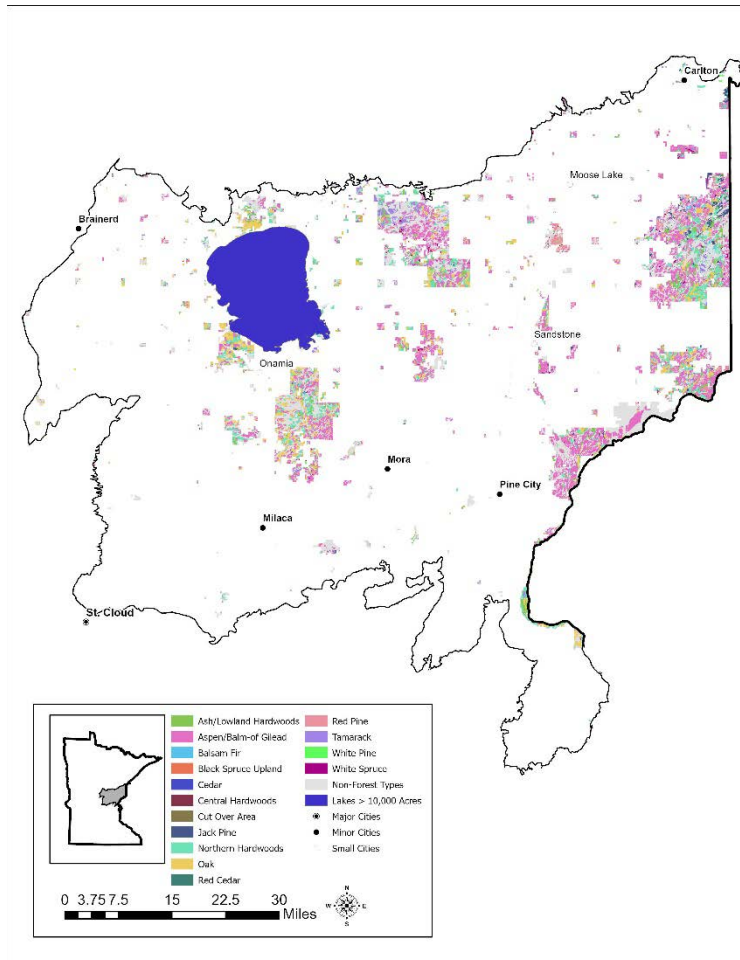 Carlton
Moose Lake
Brainerd
Sandstone
Onamia
Mora
Pine City
Milaca
St. Cloud
Ash/Lowland Hardwoods
Aspen/Balm-of Gilead
Balsam Fir
Black Spruce Upland
Cedar
Central Hardwoods
Cut Over Area
Jack Pine
Northern Hardwoods
Oak
Red Cedar
Red Pine
Tamarack
White Pine
White Spruce
Non-Forest Types
Lakes > 10,000 Acres
Major Cities
Minor Cities
Small Cities
0 3.75 7.5 15 22.5 30
Miles
N
W E
S